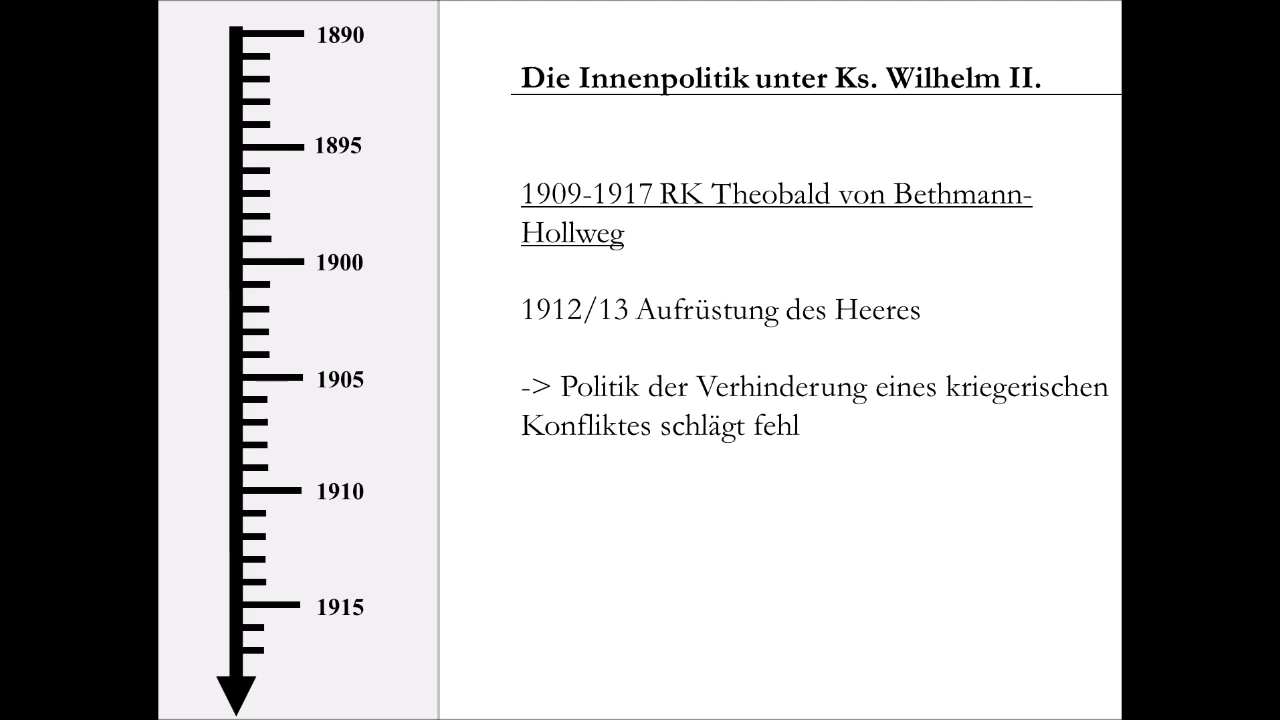 1890
1895
1900
1905
1910
1915
Die Innenpolitik unter Ks. Wilhelm II.
1909-1917 RK Theobald von Bethmann-
Hollweg
1912/13 Aufrüstung des Heeres
-> Politik der Verhinderung eines kriegerischen
Konfliktes schlägt fehl